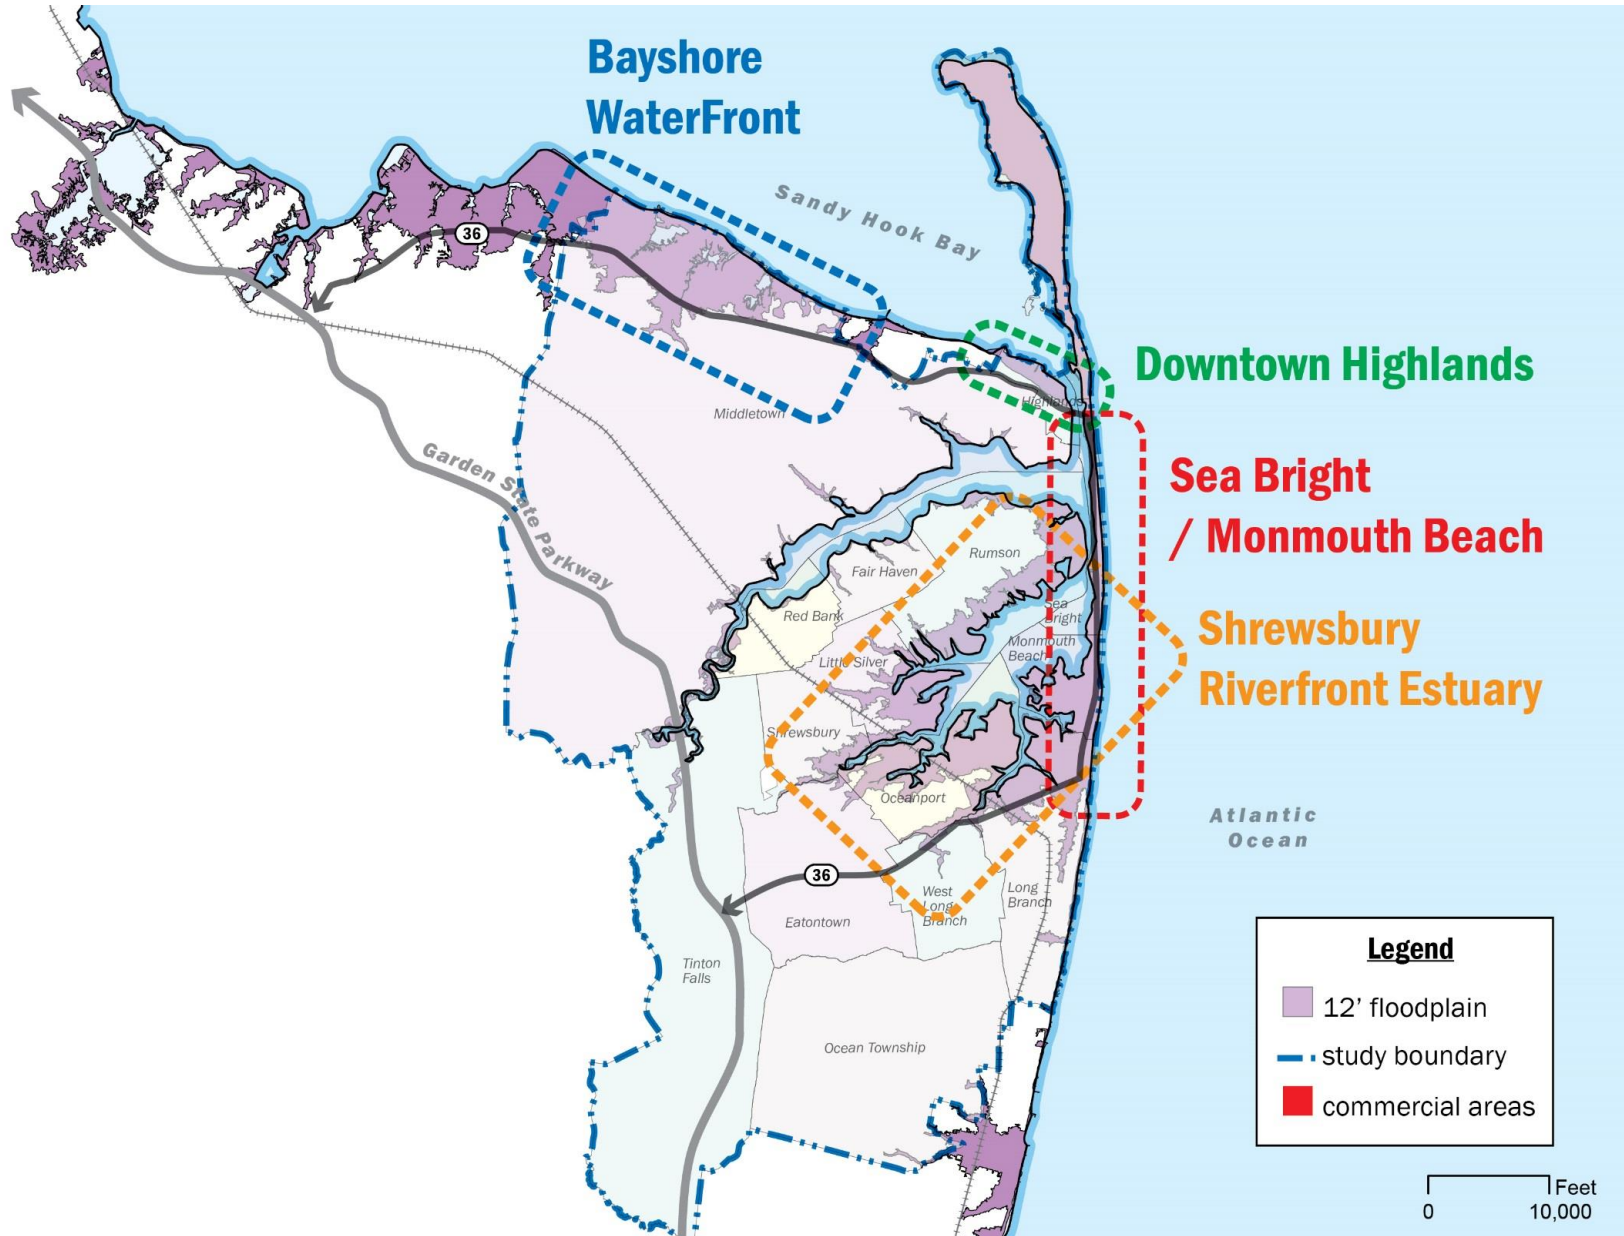 Bayshore
WaterFront
Sandy Hook Bay
36
Downtown Highlands
Highlands
Middletown
Garden State Parkway
Sea Bright
/ Monmouth Beach
Rumson
Fair Haven
Red Bank
Sea
Bright
Monmouth
Beach
Little Silver
Shrewsbury
Riverfront Estuary
Shrewsbury
Oceanport
Atlantic
Ocean
36
West
Long
Branch
Long
Branch
Eatontown
Tinton
Falls
Ocean Township
Legend
12’ floodplain
study boundary
commercial areas
Feet
0 10,000